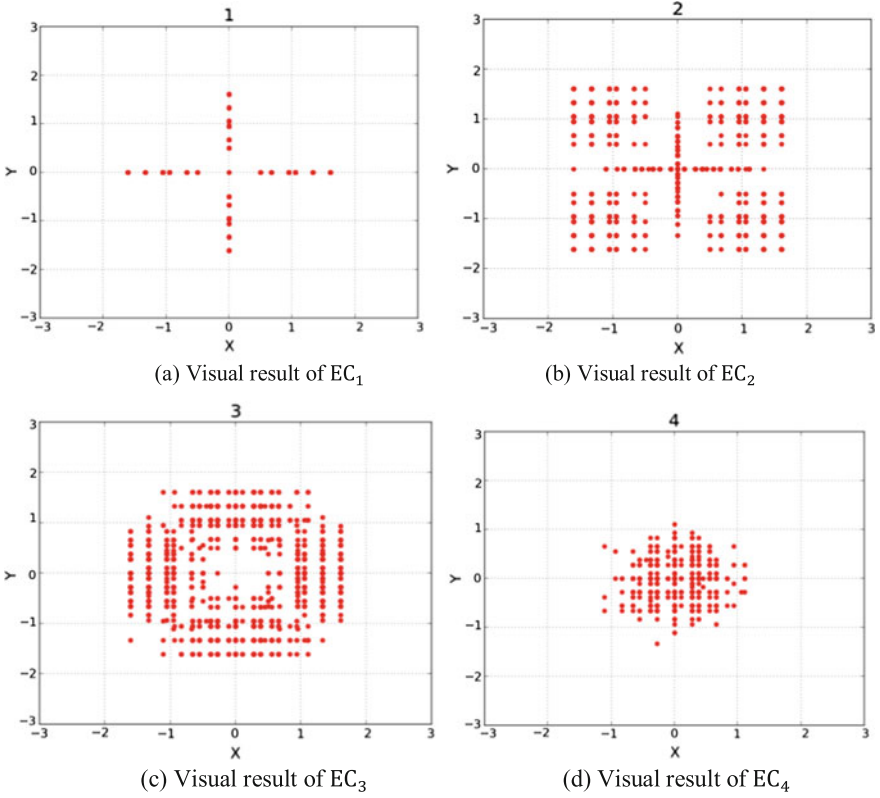 1
3
2
1
0
−1
−2
−3
Y
−3 −2 −1 0 1 2 3
X
(a) Visual result of EC₁
2
3
2
1
0
−1
−2
−3
Y
−3 −2 −1 0 1 2 3
X
(b) Visual result of EC₂
3
3
2
1
0
−1
−2
−3
Y
−3 −2 −1 0 1 2 3
X
(c) Visual result of EC₃
4
3
2
1
0
−1
−2
−3
Y
−3 −2 −1 0 1 2 3
X
(d) Visual result of EC₄